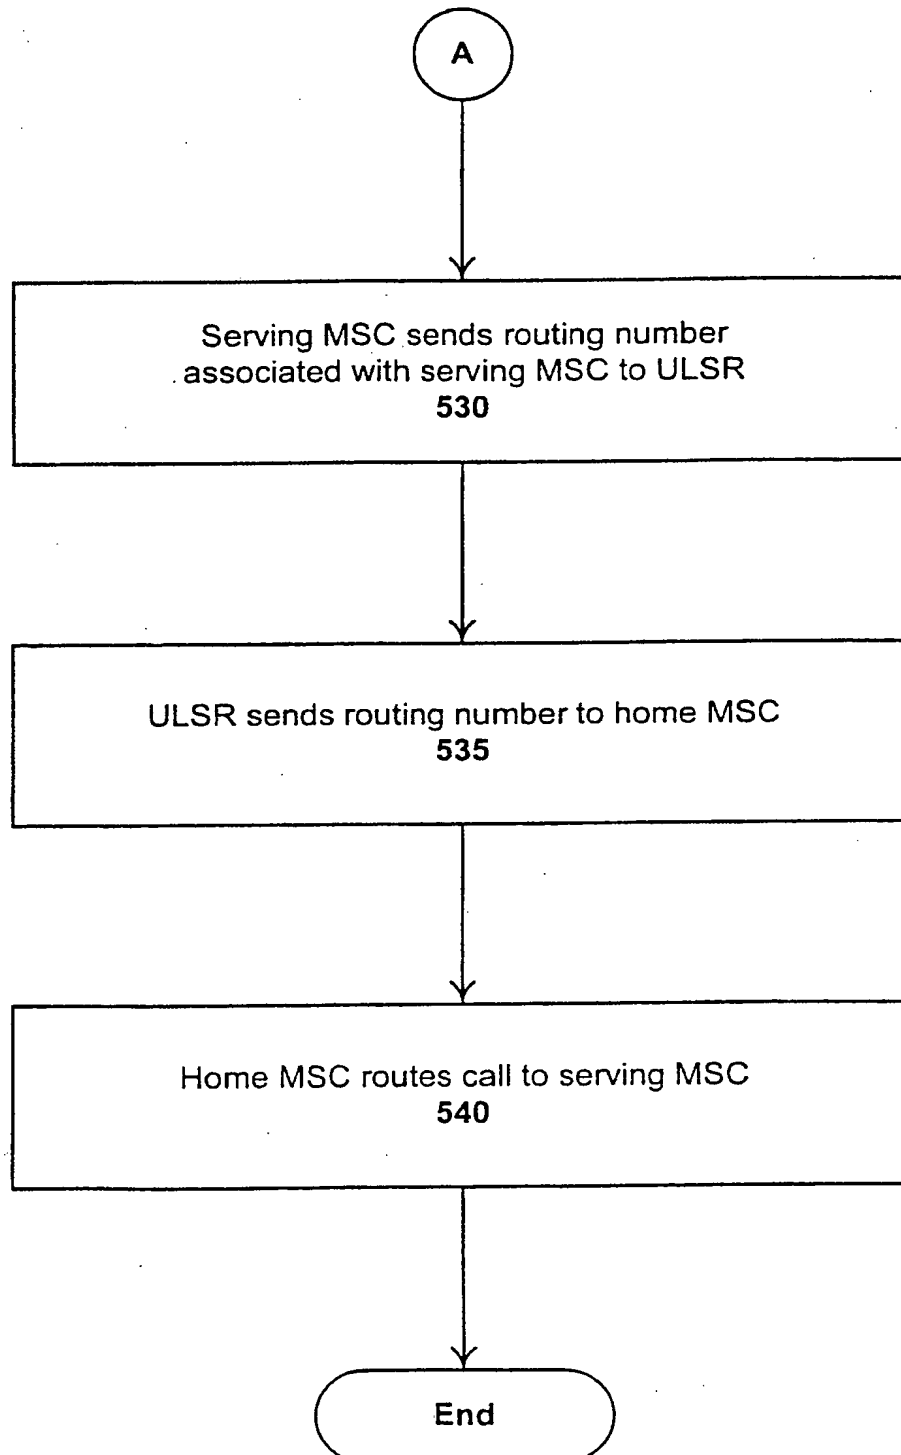 A
Serving MSC sends routing number
associated with serving MSC to ULSR
530
ULSR sends routing number to home MSC
535
Home MSC routes call to serving MSC
540
End